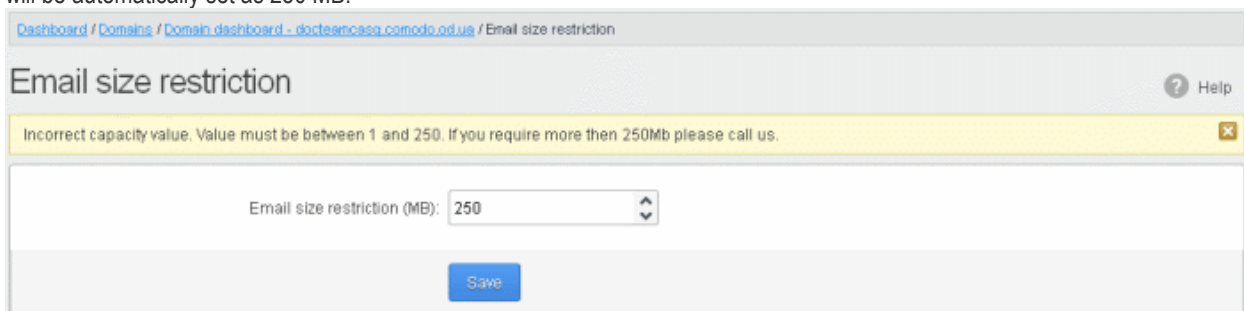 will be automatically set as 250 MB.
Dashboard / Domains / Domain dashboard - docteamcasg.comodo.od.ua / Email size restriction
Email size restriction
? Help
Incorrect capacity value. Value must be between 1 and 250. If you require more then 250Mb please call us.
Email size restriction (MB): 250
Save